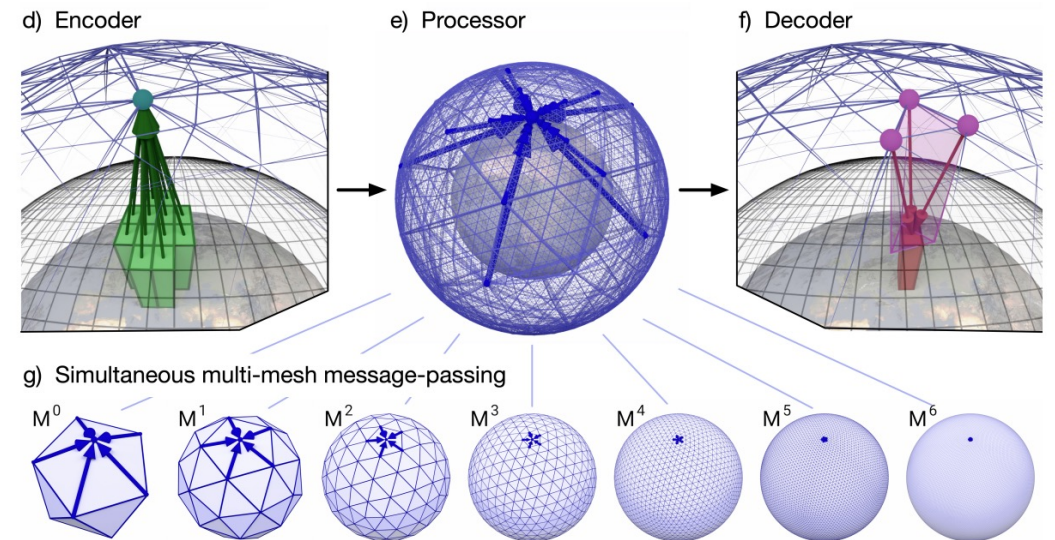 d) Encoder
e) Processor
f) Decoder
g) Simultaneous multi-mesh message-passing
M0 M1 M2 M3 M4 M5 M6